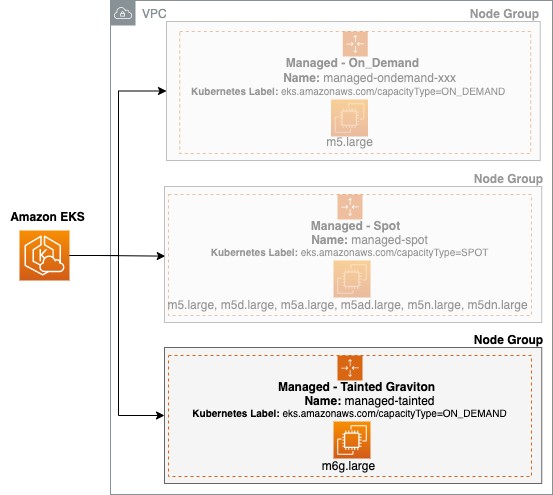 VPC
Node Group
Managed - On_Demand
Name: managed-ondemand-xxx
Kubernetes Label: eks.amazonaws.com/capacityType=ON_DEMAND
m5.large
Node Group
Amazon EKS
Managed - Spot
Name: managed-spot
Kubernetes Label: eks.amazonaws.com/capacityType=SPOT
m5.large, m5d.large, m5a.large, m5ad.large, m5n.large, m5dn.large
Node Group
Managed - Tainted Graviton
Name: managed-tainted
Kubernetes Label: eks.amazonaws.com/capacityType=ON_DEMAND
m6g.large